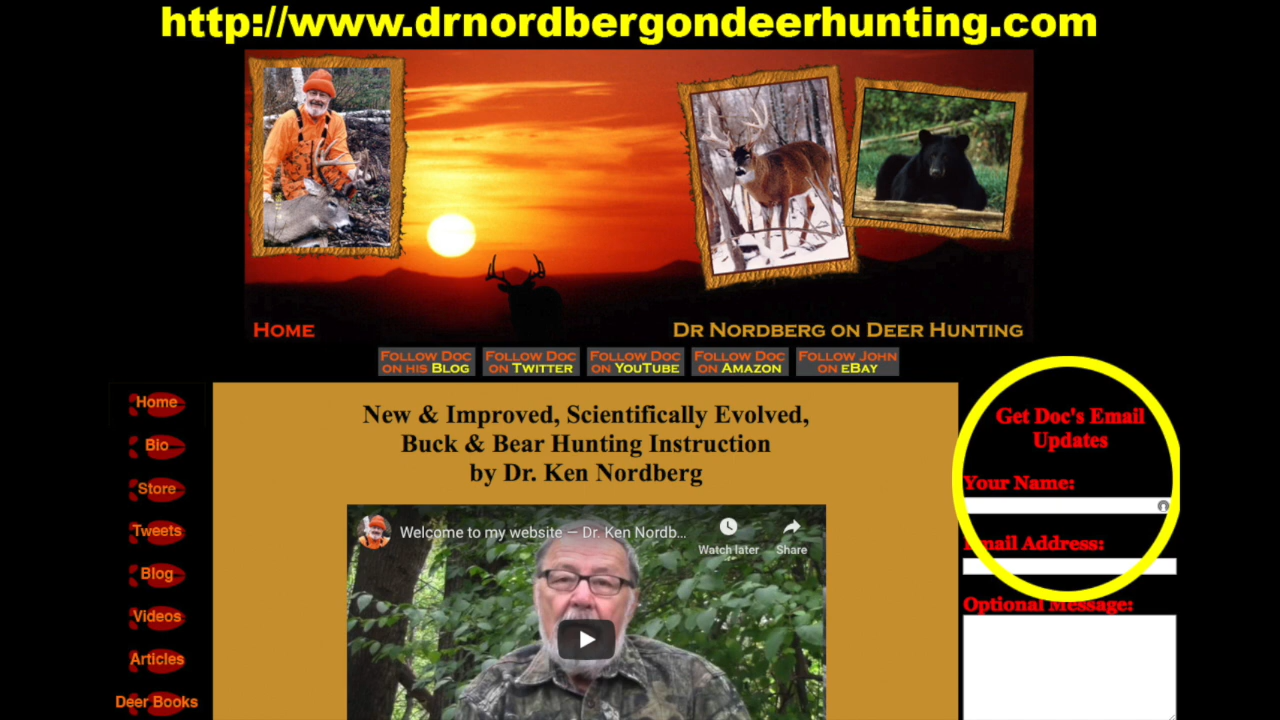 http://www.drnordbergondeerhunting.com
Home
Dr Nordberg on Deer Hunting
Follow Doc
on his Blog
Follow Doc
on Twitter
Follow Doc
on YouTube
Follow Doc
on Amazon
Follow John
on eBay
Home
Bio
Store
Tweets
Blog
Videos
Articles
Deer Books
New & Improved, Scientifically Evolved,
Buck & Bear Hunting Instruction
by Dr. Ken Nordberg
Welcome to my website – Dr. Ken Nordb...
Watch later
Share
Get Doc's Email
Updates
Your Name:
Email Address:
Optional Message: